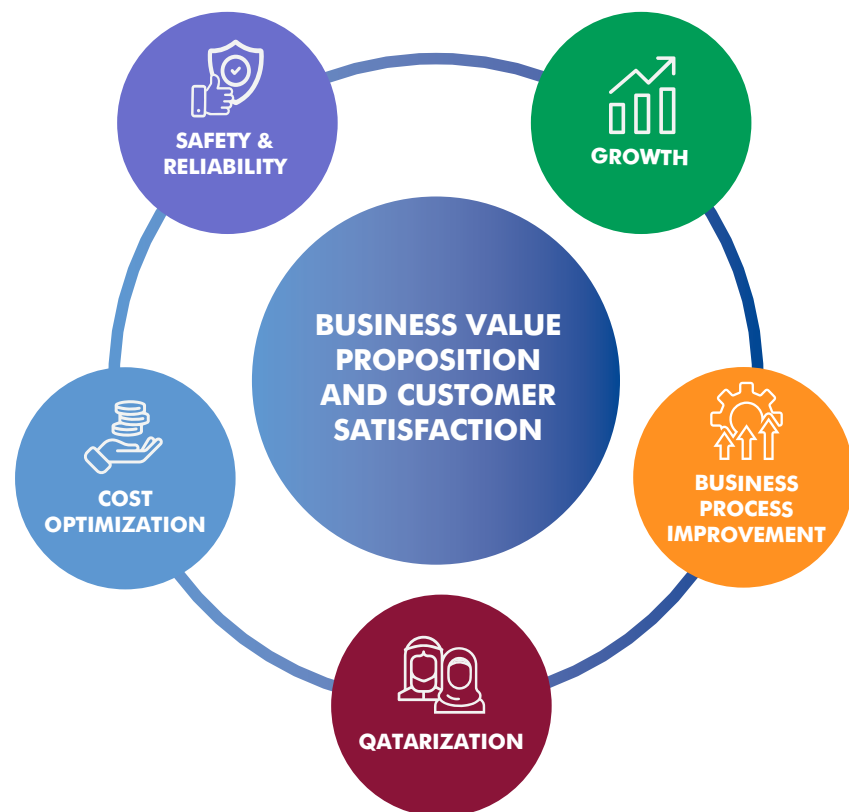 SAFETY &
RELIABILITY
GROWTH
BUSINESS VALUE
PROPOSITION
AND CUSTOMER
SATISFACTION
COST
OPTIMIZATION
BUSINESS
PROCESS
IMPROVEMENT
QATARIZATION